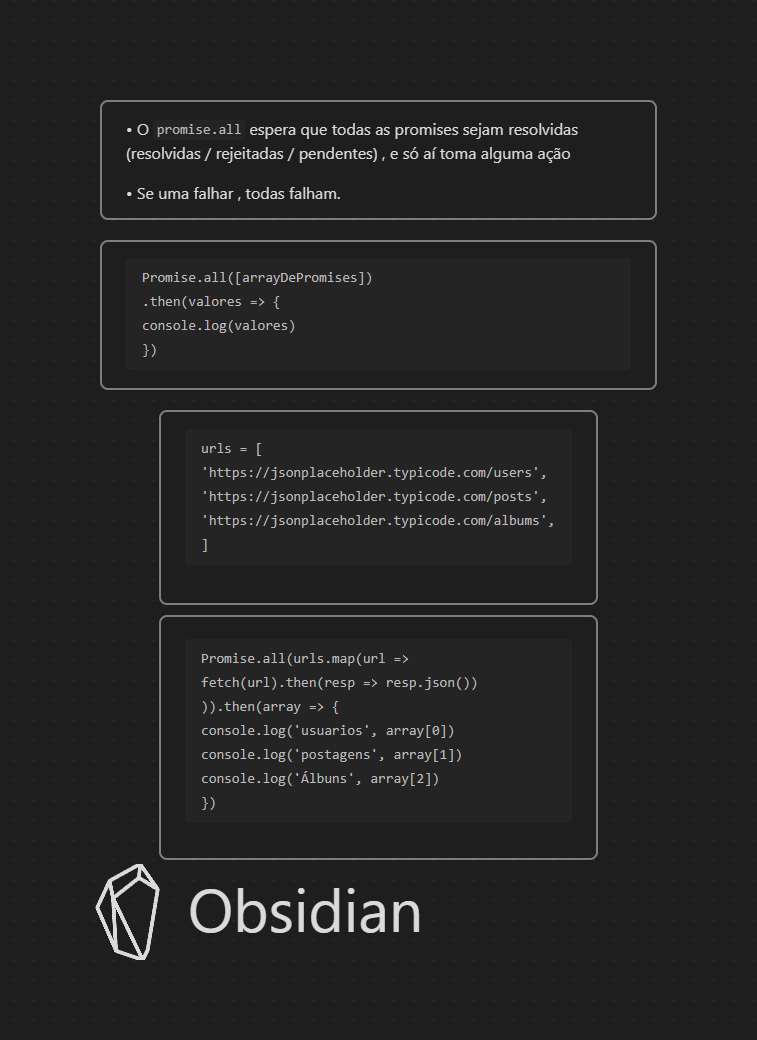 • O promise.all espera que todas as promises sejam resolvidas
(resolvidas / rejeitadas / pendentes) , e só aí toma alguma ação
• Se uma falhar , todas falham.
Promise.all([arrayDePromises])
.then(valores => {
console.log(valores)
})
urls = [
'https://jsonplaceholder.typicode.com/users',
'https://jsonplaceholder.typicode.com/posts',
'https://jsonplaceholder.typicode.com/albums',
]
Promise.all(urls.map(url =>
fetch(url).then(resp => resp.json())
)).then(array => {
console.log('usuarios', array[0])
console.log('postagens', array[1])
console.log('Álbuns', array[2])
})
Obsidian